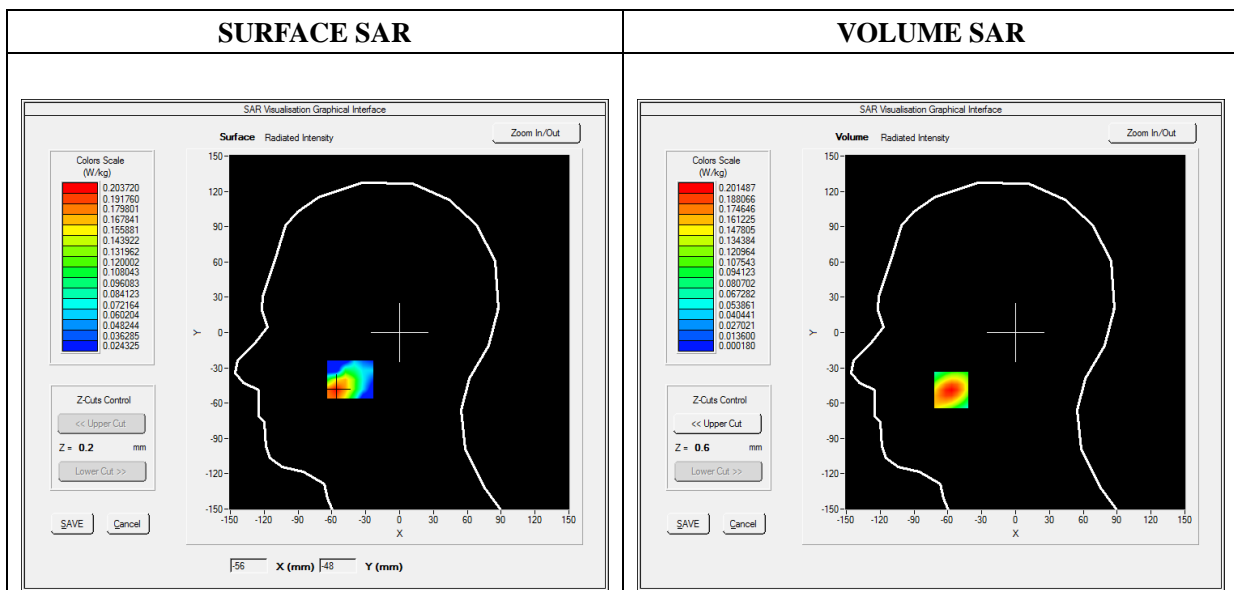 SURFACE SAR
VOLUME SAR
SAR Visualisation Graphical Interface
Surface Radiated Intensity
Zoom In/Out
Colors Scale
(W/kg)
0.203720
0.191760
0.179801
0.167841
0.155881
0.143922
0.131962
0.120002
0.108043
0.096083
0.084123
0.072164
0.060204
0.048244
0.036285
0.024325
Z-Cuts Control
<< Upper Cut
Z = 0.2 mm
Lower Cut >>
SAVE Cancel
150
120
90
60
30
0
-30
-60
-90
-120
-150
Y
-150 -120 -90 -60 -30 0 30 60 90 120 150
X
-56 X (mm) -48 Y (mm)
SAR Visualisation Graphical Interface
Volume Radiated Intensity
Zoom In/Out
Colors Scale
(W/kg)
0.201487
0.188066
0.174646
0.161225
0.147805
0.134384
0.120964
0.107543
0.094123
0.080702
0.067282
0.053861
0.040441
0.027021
0.013600
0.000180
Z-Cuts Control
<< Upper Cut
Z = 0.6 mm
Lower Cut >>
SAVE Cancel
150
120
90
60
30
0
-30
-60
-90
-120
-150
Y
-150 -120 -90 -60 -30 0 30 60 90 120 150
X